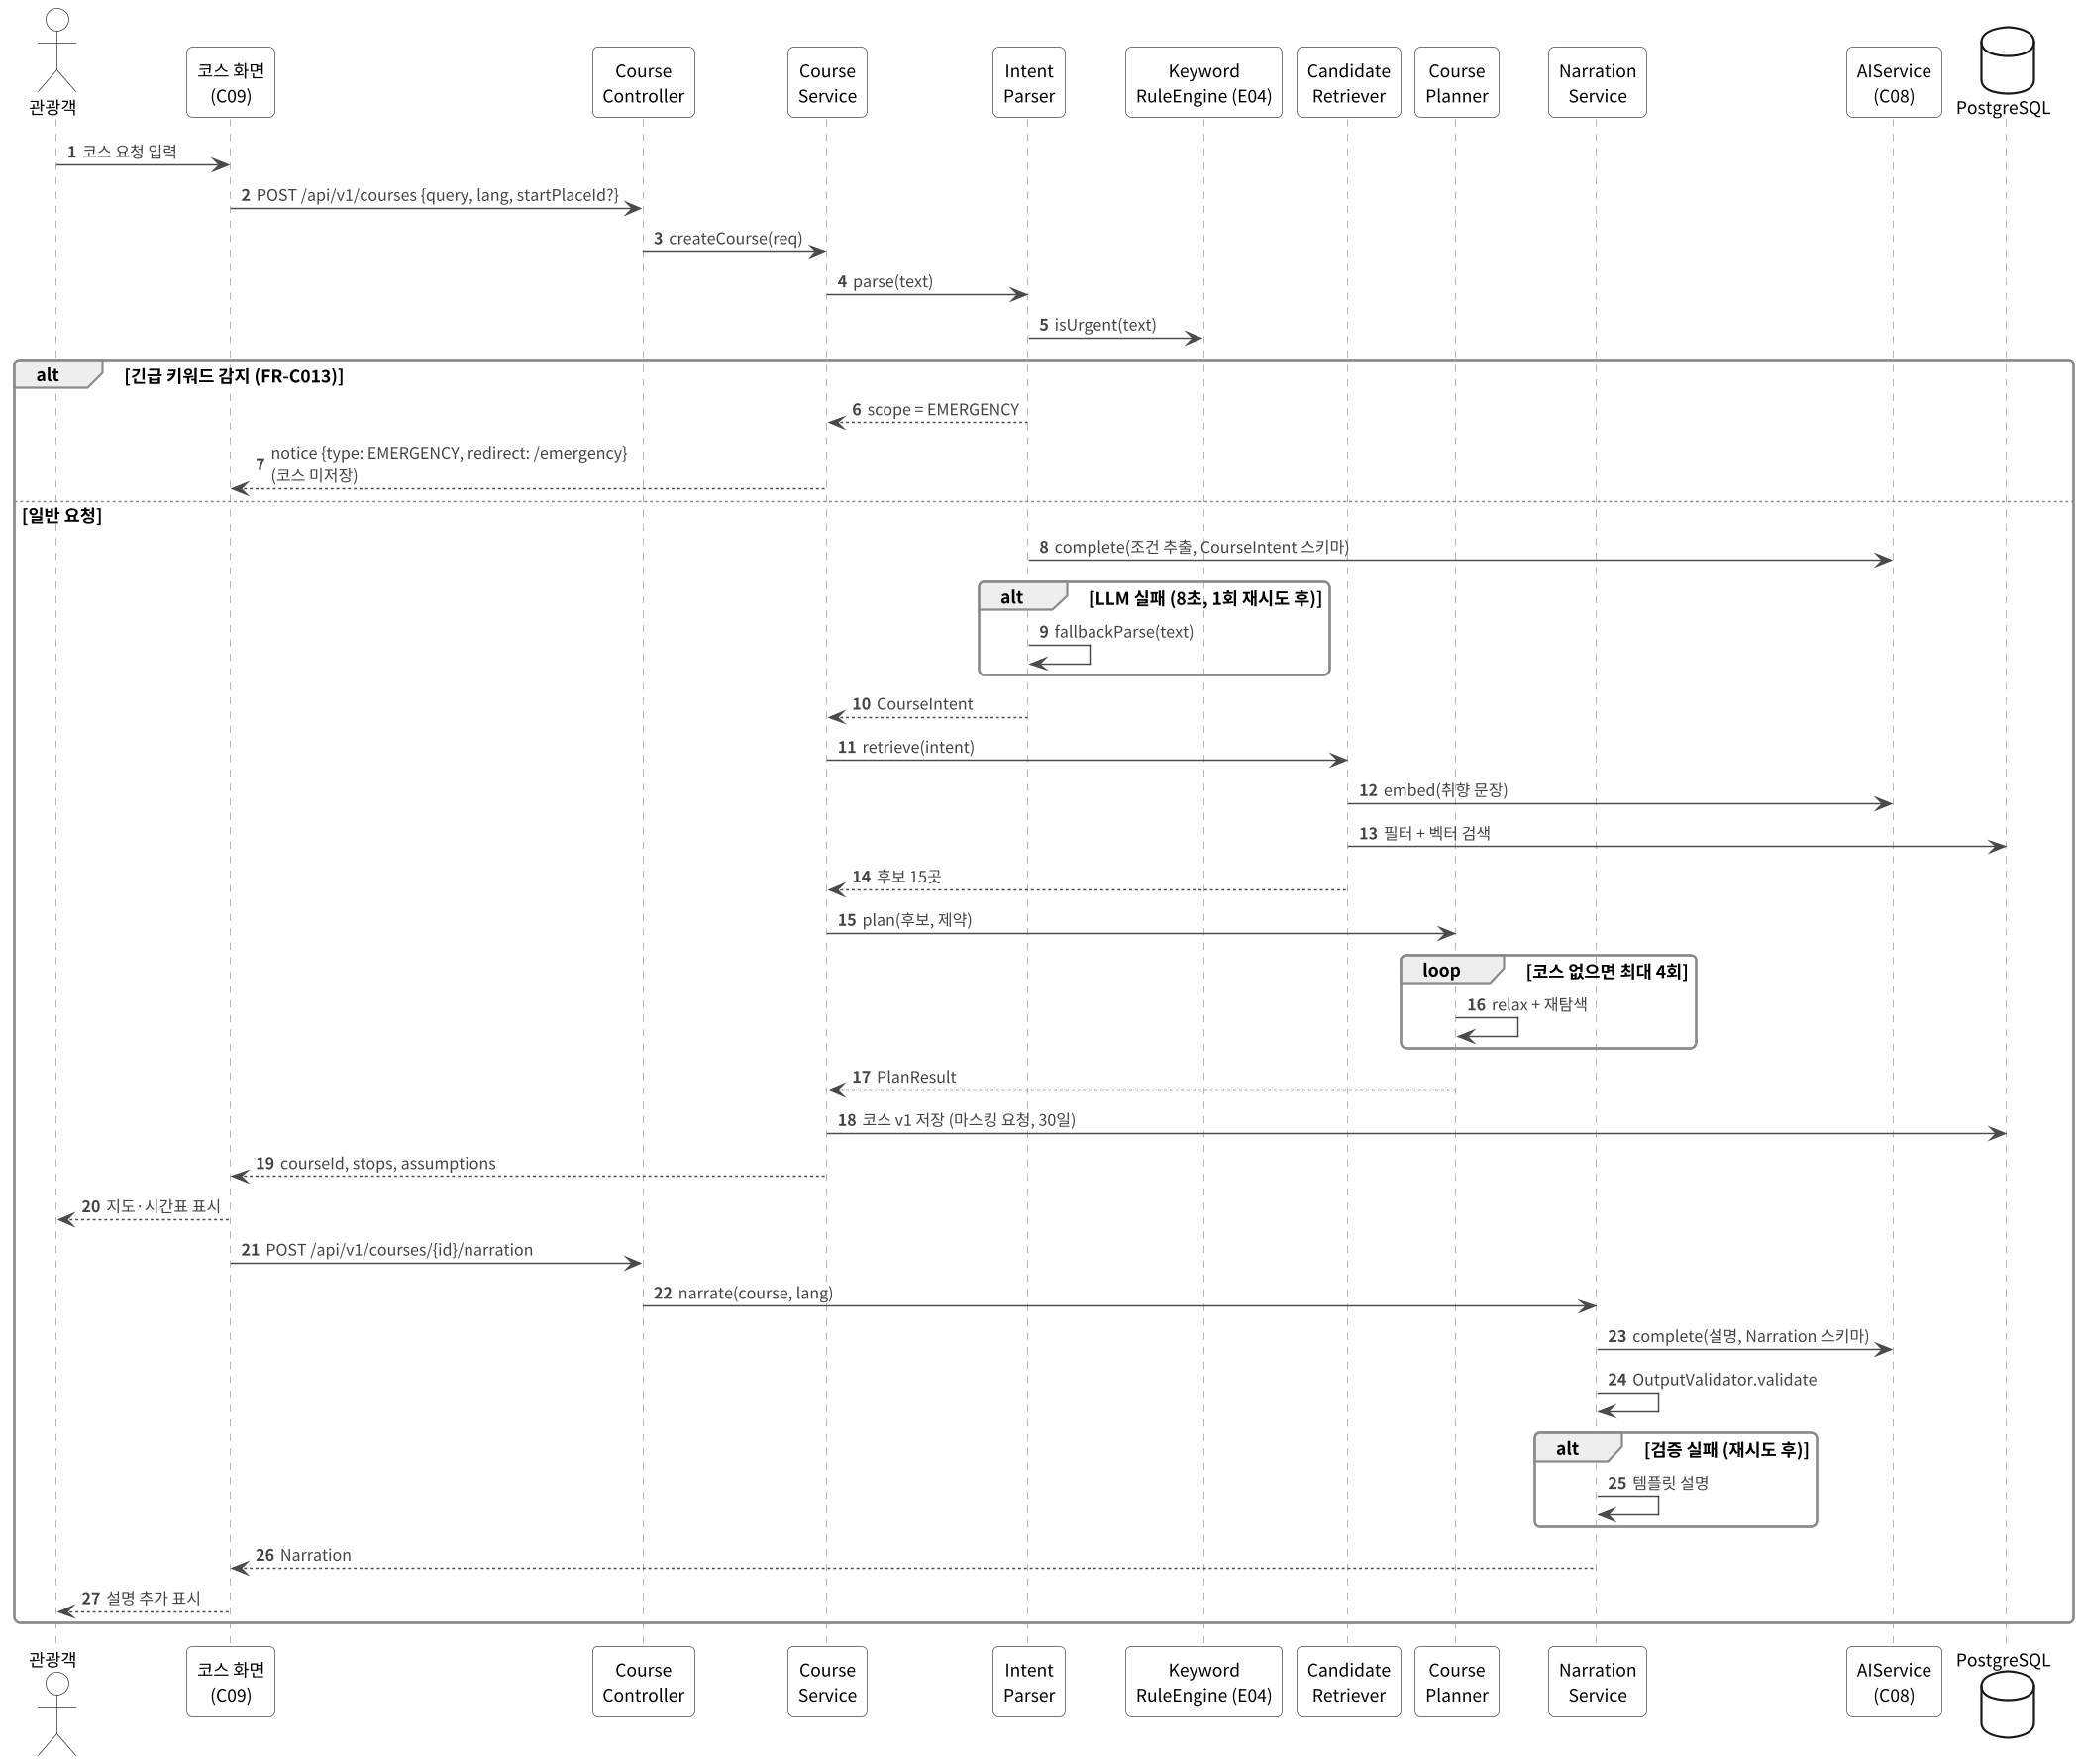 관광객
코스 화면
(C09)
Course
Controller
Course
Service
Intent
Parser
Keyword
RuleEngine (E04)
Candidate
Retriever
Course
Planner
Narration
Service
AIService
(C08)
PostgreSQL
1 코스 요청 입력
2 POST /api/v1/courses {query, lang, startPlaceId?}
3 createCourse(req)
4 parse(text)
5 isUrgent(text)
alt [긴급 키워드 감지 (FR-C013)]
6 scope = EMERGENCY
7 notice {type: EMERGENCY, redirect: /emergency}
(코스 미저장)
[일반 요청]
8 complete(조건 추출, CourseIntent 스키마)
alt [LLM 실패 (8초, 1회 재시도 후)]
9 fallbackParse(text)
10 CourseIntent
11 retrieve(intent)
12 embed(취향 문장)
13 필터 + 벡터 검색
14 후보 15곳
15 plan(후보, 제약)
loop [코스 없으면 최대 4회]
16 relax + 재탐색
17 PlanResult
18 코스 v1 저장 (마스킹 요청, 30일)
19 courseId, stops, assumptions
20 지도·시간표 표시
21 POST /api/v1/courses/{id}/narration
22 narrate(course, lang)
23 complete(설명, Narration 스키마)
24 OutputValidator.validate
alt [검증 실패 (재시도 후)]
25 템플릿 설명
26 Narration
27 설명 추가 표시
관광객
코스 화면
(C09)
Course
Controller
Course
Service
Intent
Parser
Keyword
RuleEngine (E04)
Candidate
Retriever
Course
Planner
Narration
Service
AIService
(C08)
PostgreSQL